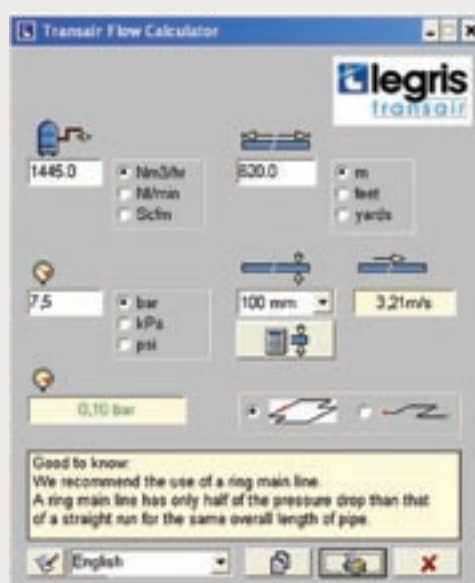 Transair Flow Calculator
legris
transair
1445.0
Nm3/hr
Nl/min
Scfm
620.0
m
feet
yards
7,5
bar
kPa
psi
100 mm
3,21m/s
0,10 bar
Good to know:
We recommend the use of a ring main line.
A ring main line has only half of the pressure drop than that
of a straight run for the same overall length of pipe.
English